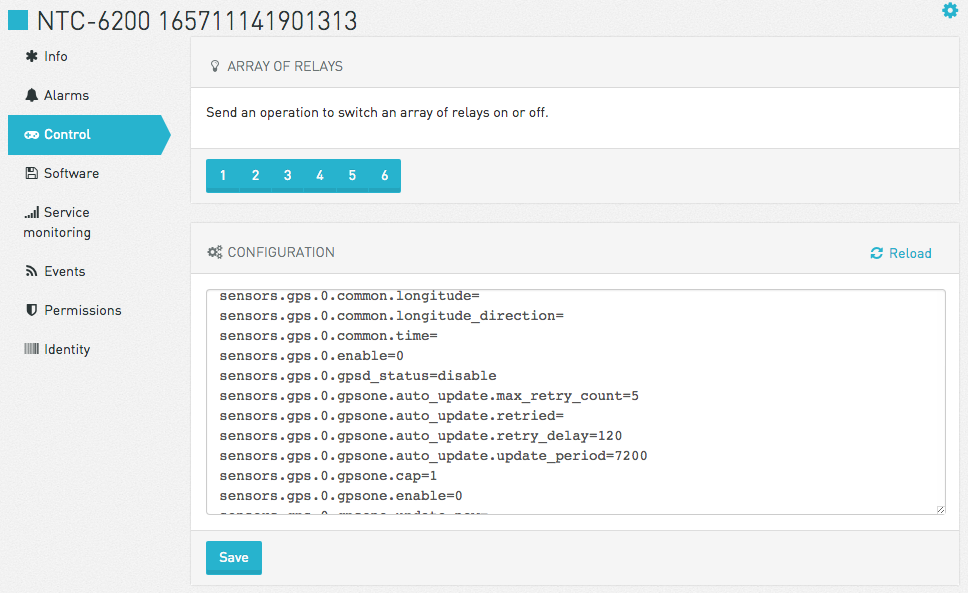 NTC-6200 165711141901313
Info
Alarms
Control
Software
Service
monitoring
Events
Permissions
Identity
ARRAY OF RELAYS
Send an operation to switch an array of relays on or off.
1 2 3 4 5 6
CONFIGURATION
Reload
sensors.gps.0.common.longitude=
sensors.gps.0.common.longitude_direction=
sensors.gps.0.common.time=
sensors.gps.0.enable=0
sensors.gps.0.gpsd_status=disable
sensors.gps.0.gpsone.auto_update.max_retry_count=5
sensors.gps.0.gpsone.auto_update.retried=
sensors.gps.0.gpsone.auto_update.retry_delay=120
sensors.gps.0.gpsone.auto_update.update_period=7200
sensors.gps.0.gpsone.cap=1
sensors.gps.0.gpsone.enable=0
Save